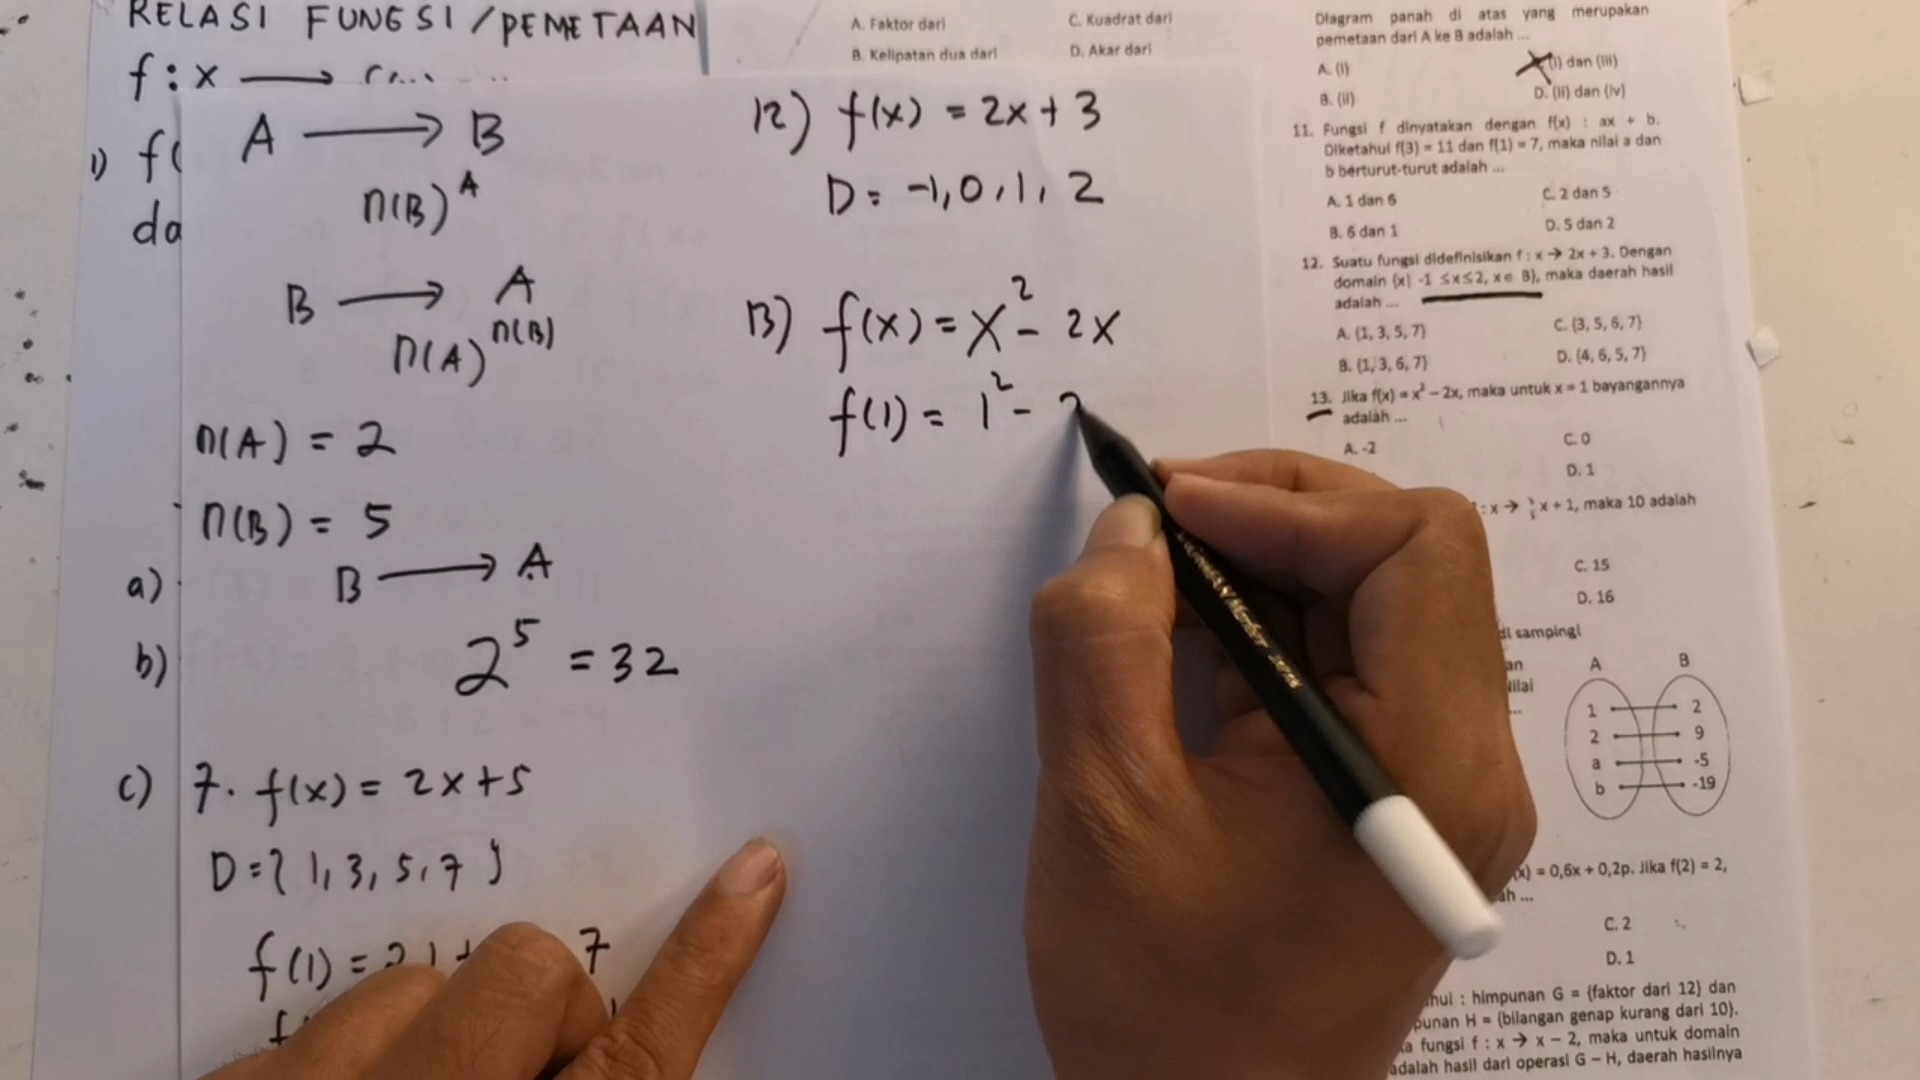 RELASI FUNGSI/PEMETAAN
f : x →
A → B
1) f(
n(B)^A
da
B → A
n(A)^n(B)
n(A) = 2
n(B) = 5
a) B → A
b) 2^5 = 32
c) 7. f(x) = 2x+5
D = { 1, 3, 5, 7 }
f(1) = 2
7
12) f(x) = 2x + 3
D = -1, 0, 1, 2
13) f(x) = x² - 2x
f(1) = 1² - 2
A. Faktor dari
C. Kuadrat dari
B. Kelipatan dua dari
D. Akar dari
Diagram panah di atas yang merupakan
pemetaan dari A ke B adalah ...
A. (i)
(i) dan (iii)
B. (ii)
D. (ii) dan (iv)
11. Fungsi f dinyatakan dengan f(x) : ax + b.
Diketahui f(3) = 11 dan f(1) = 7, maka nilai a dan
b berturut-turut adalah ...
A. 1 dan 6
C. 2 dan 5
B. 6 dan 1
D. 5 dan 2
12. Suatu fungsi didefinisikan f : x → 2x + 3. Dengan
domain {x| -1 ≤x≤2, x∈ B}, maka daerah hasil
adalah ...
A. {1, 3, 5, 7}
C. {3, 5, 6, 7}
B. {1, 3, 6, 7}
D. {4, 6, 5, 7}
13. Jika f(x) = x² – 2x, maka untuk x = 1 bayangannya
adalah ...
A. -2
C. 0
D. 1
: x → x + 1, maka 10 adalah
C. 15
D. 16
di samping!
an
nilai
...
A B
1 2
2 9
a -5
b -19
x) = 0,6x + 0,2p. Jika f(2) = 2,
ah ...
C. 2
D. 1
hui : himpunan G = {faktor dari 12} dan
punan H = {bilangan genap kurang dari 10}.
a fungsi f : x → x – 2, maka untuk domain
adalah hasil dari operasi G – H, daerah hasilnya